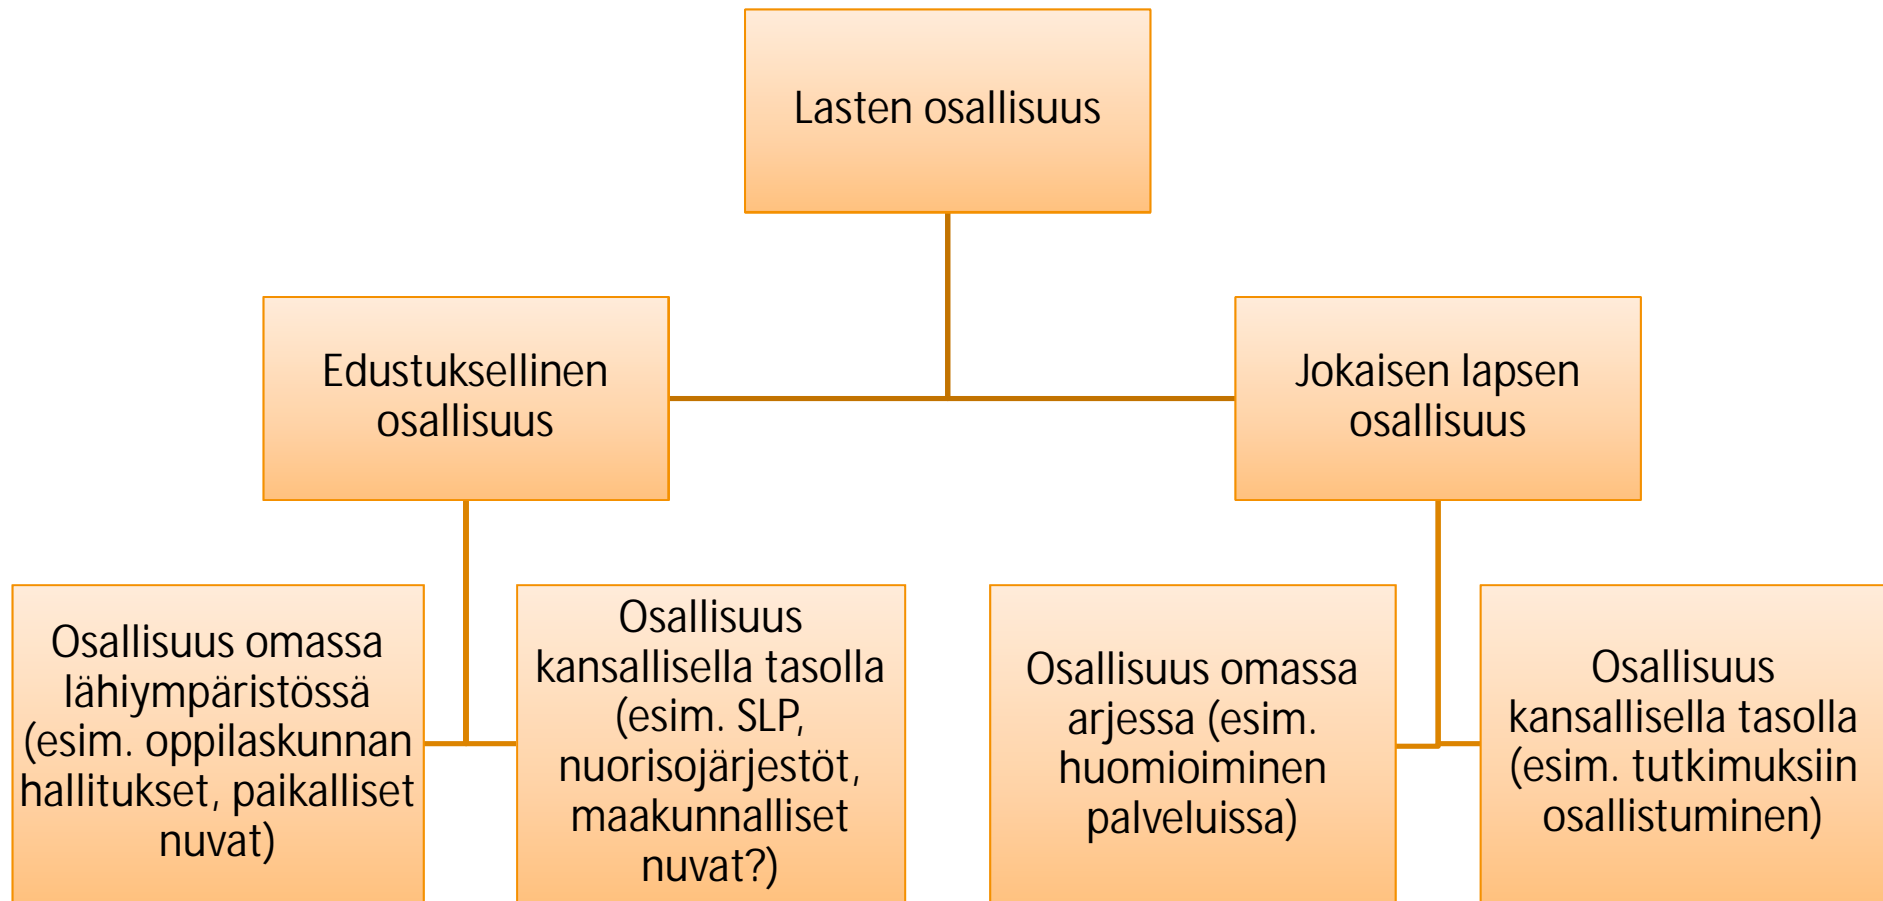 Lasten osallisuus
Edustuksellinen
osallisuus
Jokaisen lapsen
osallisuus
Osallisuus omassa
lähiympäristössä
(esim. oppilaskunnan
hallitukset, paikalliset
nuvat)
Osallisuus
kansallisella tasolla
(esim. SLP,
nuorisojärjestöt,
maakunnalliset
nuvat?)
Osallisuus omassa
arjessa (esim.
huomioiminen
palveluissa)
Osallisuus
kansallisella tasolla
(esim. tutkimuksiin
osallistuminen)